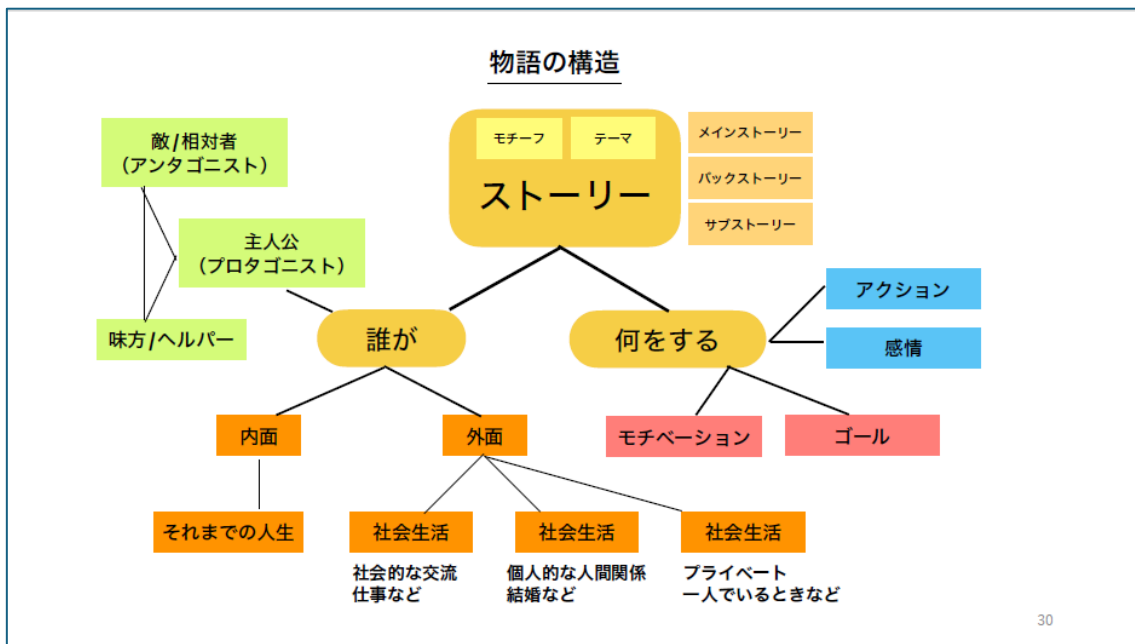 物語の構造
モチーフ
テーマ
ストーリー
メインストーリー
バックストーリー
サブストーリー
敵/相対者
（アンタゴニスト）
主人公
（プロタゴニスト）
味方/ヘルパー
誰が
何をする
アクション
感情
内面
外面
モチベーション
ゴール
それまでの人生
社会生活
社会的な交流
仕事など
社会生活
個人的な人間関係
結婚など
社会生活
プライベート
一人でいるときなど
30